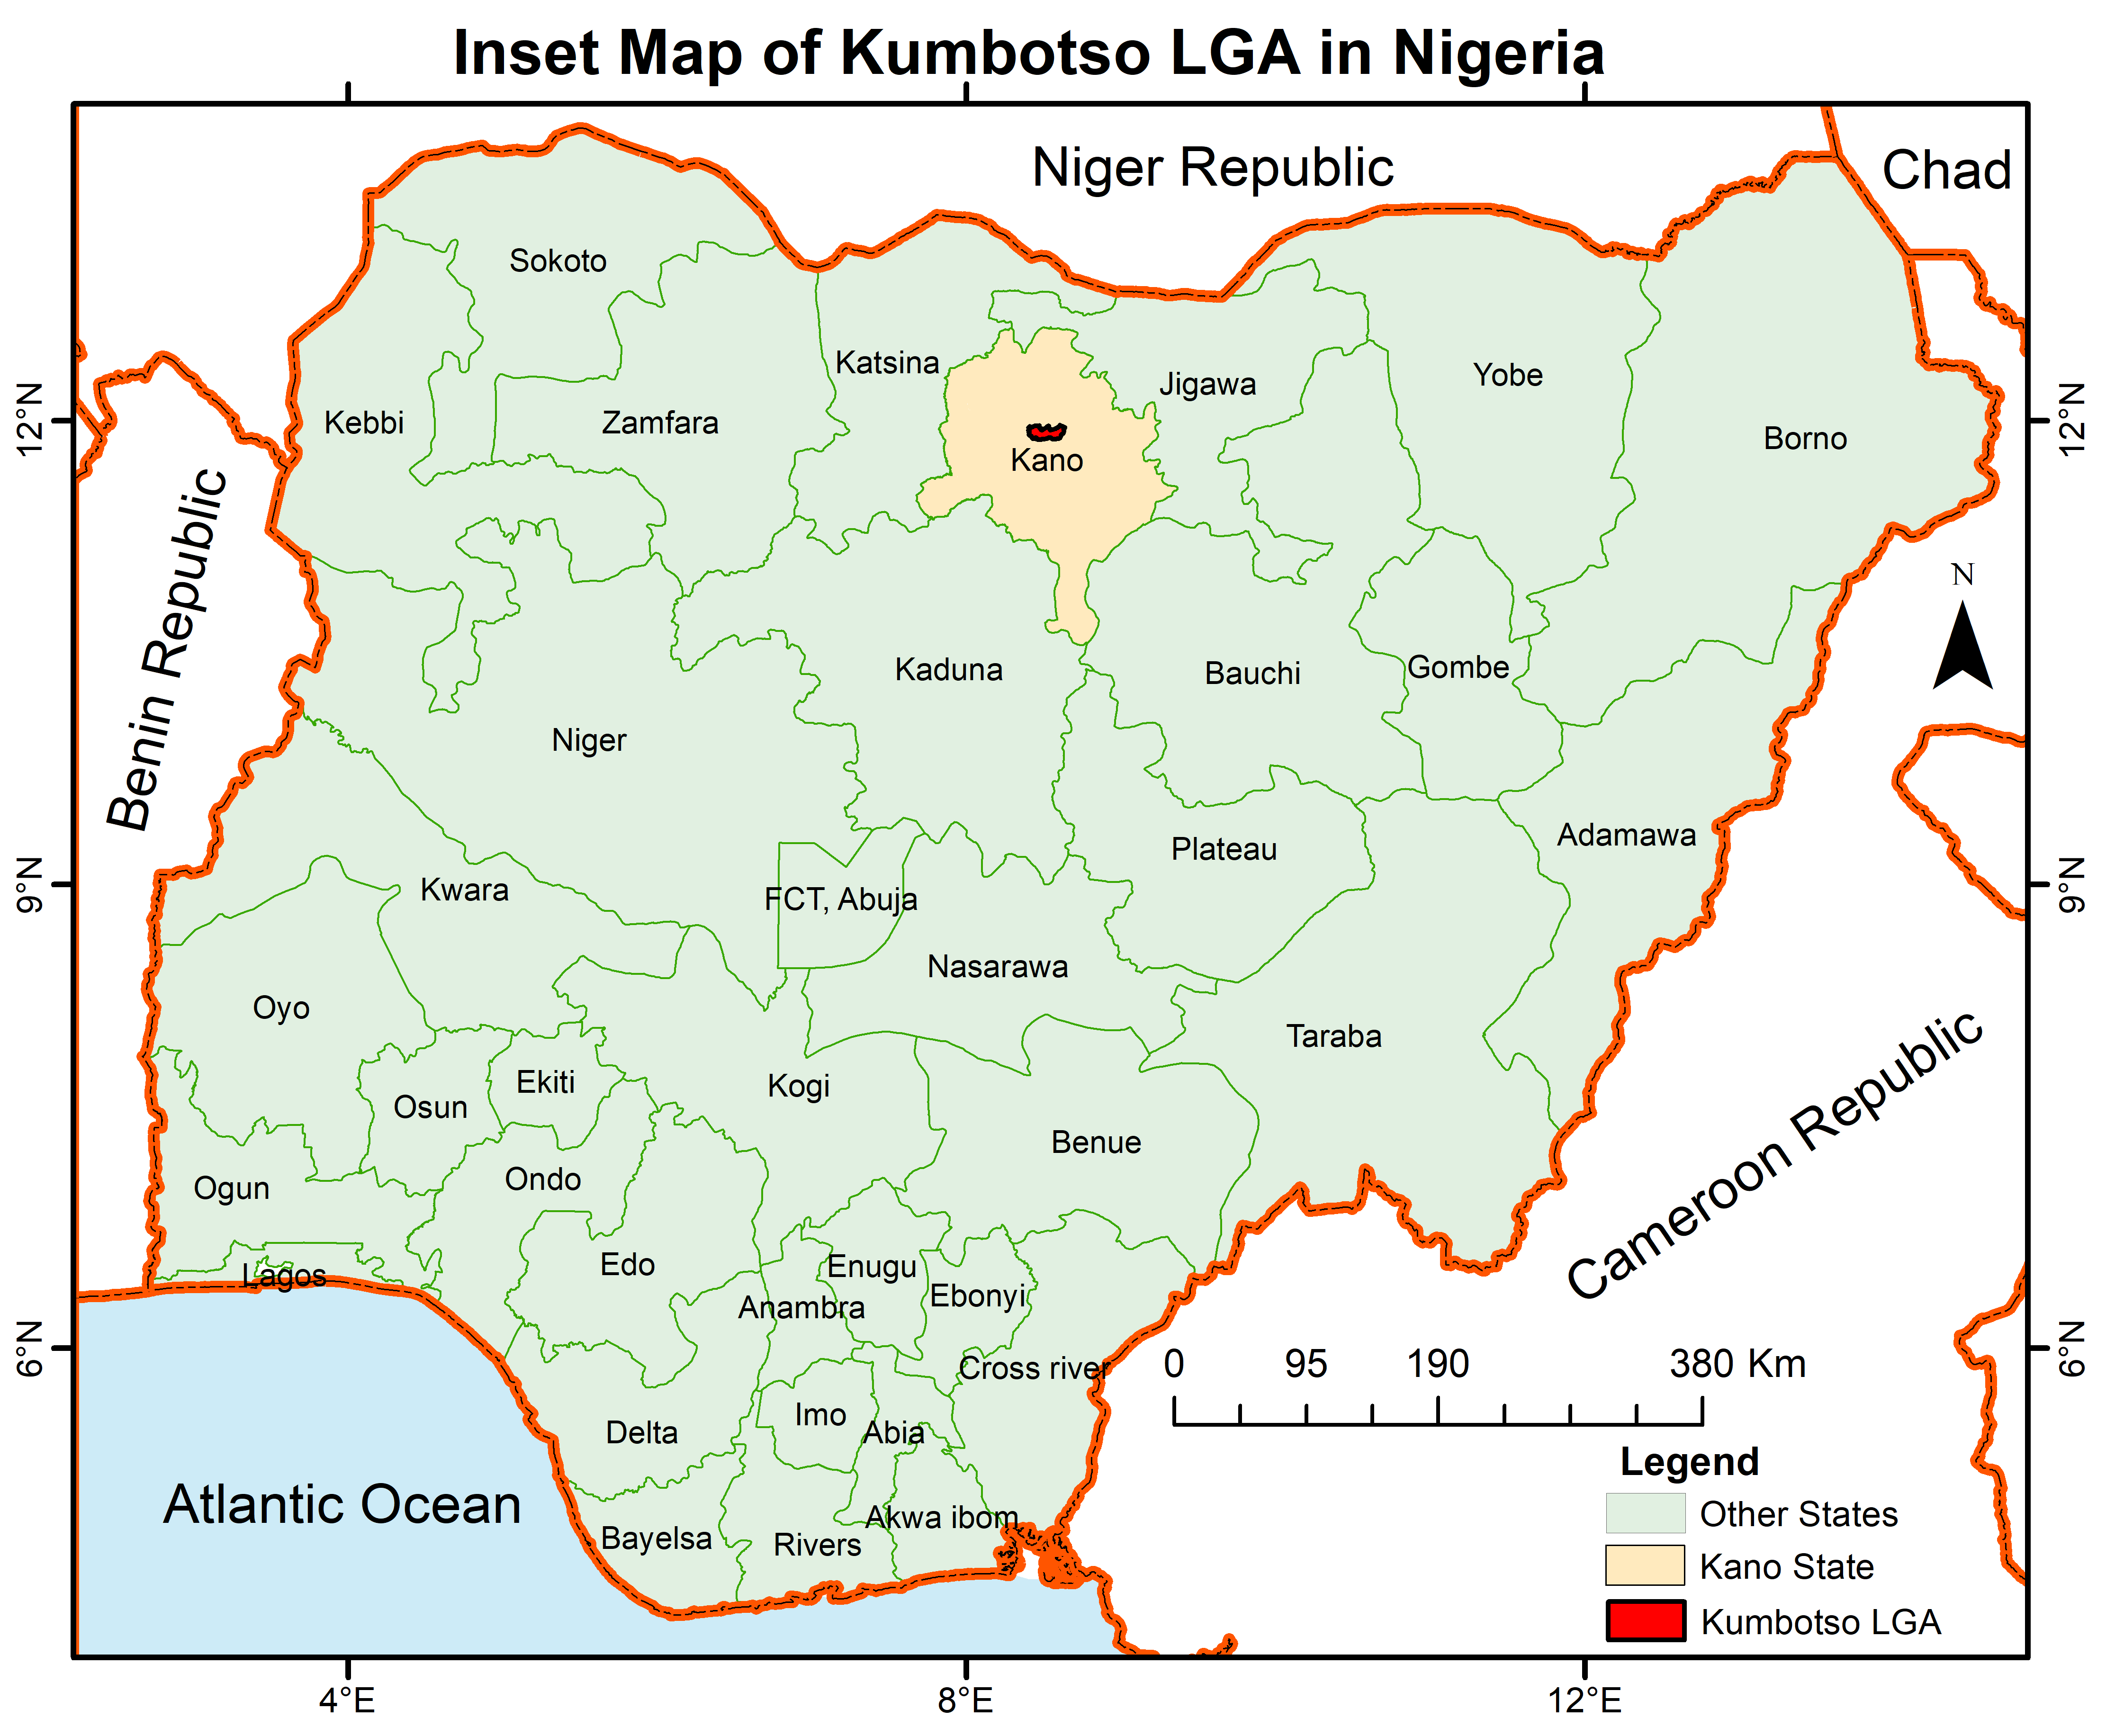 Inset Map of Kumbotso LGA in Nigeria
Niger Republic
Chad
Sokoto
Katsina
Jigawa
Yobe
Kebbi
Zamfara
Kano
Borno
12°N
12°N
Benin Republic
N
Kaduna
Bauchi
Gombe
Niger
Plateau
Adamawa
9°N
9°N
Kwara
FCT, Abuja
Nasarawa
Oyo
Taraba
Ekiti
Kogi
Osun
Benue
Cameroon Republic
Ogun
Ondo
Lagos
Edo
Enugu
Anambra
Ebonyi
6°N
6°N
Cross river
0 95 190 380 Km
Imo
Abia
Delta
Atlantic Ocean
Akwa ibom
Bayelsa
Rivers
Legend
Other States
Kano State
Kumbotso LGA
4°E 8°E 12°E